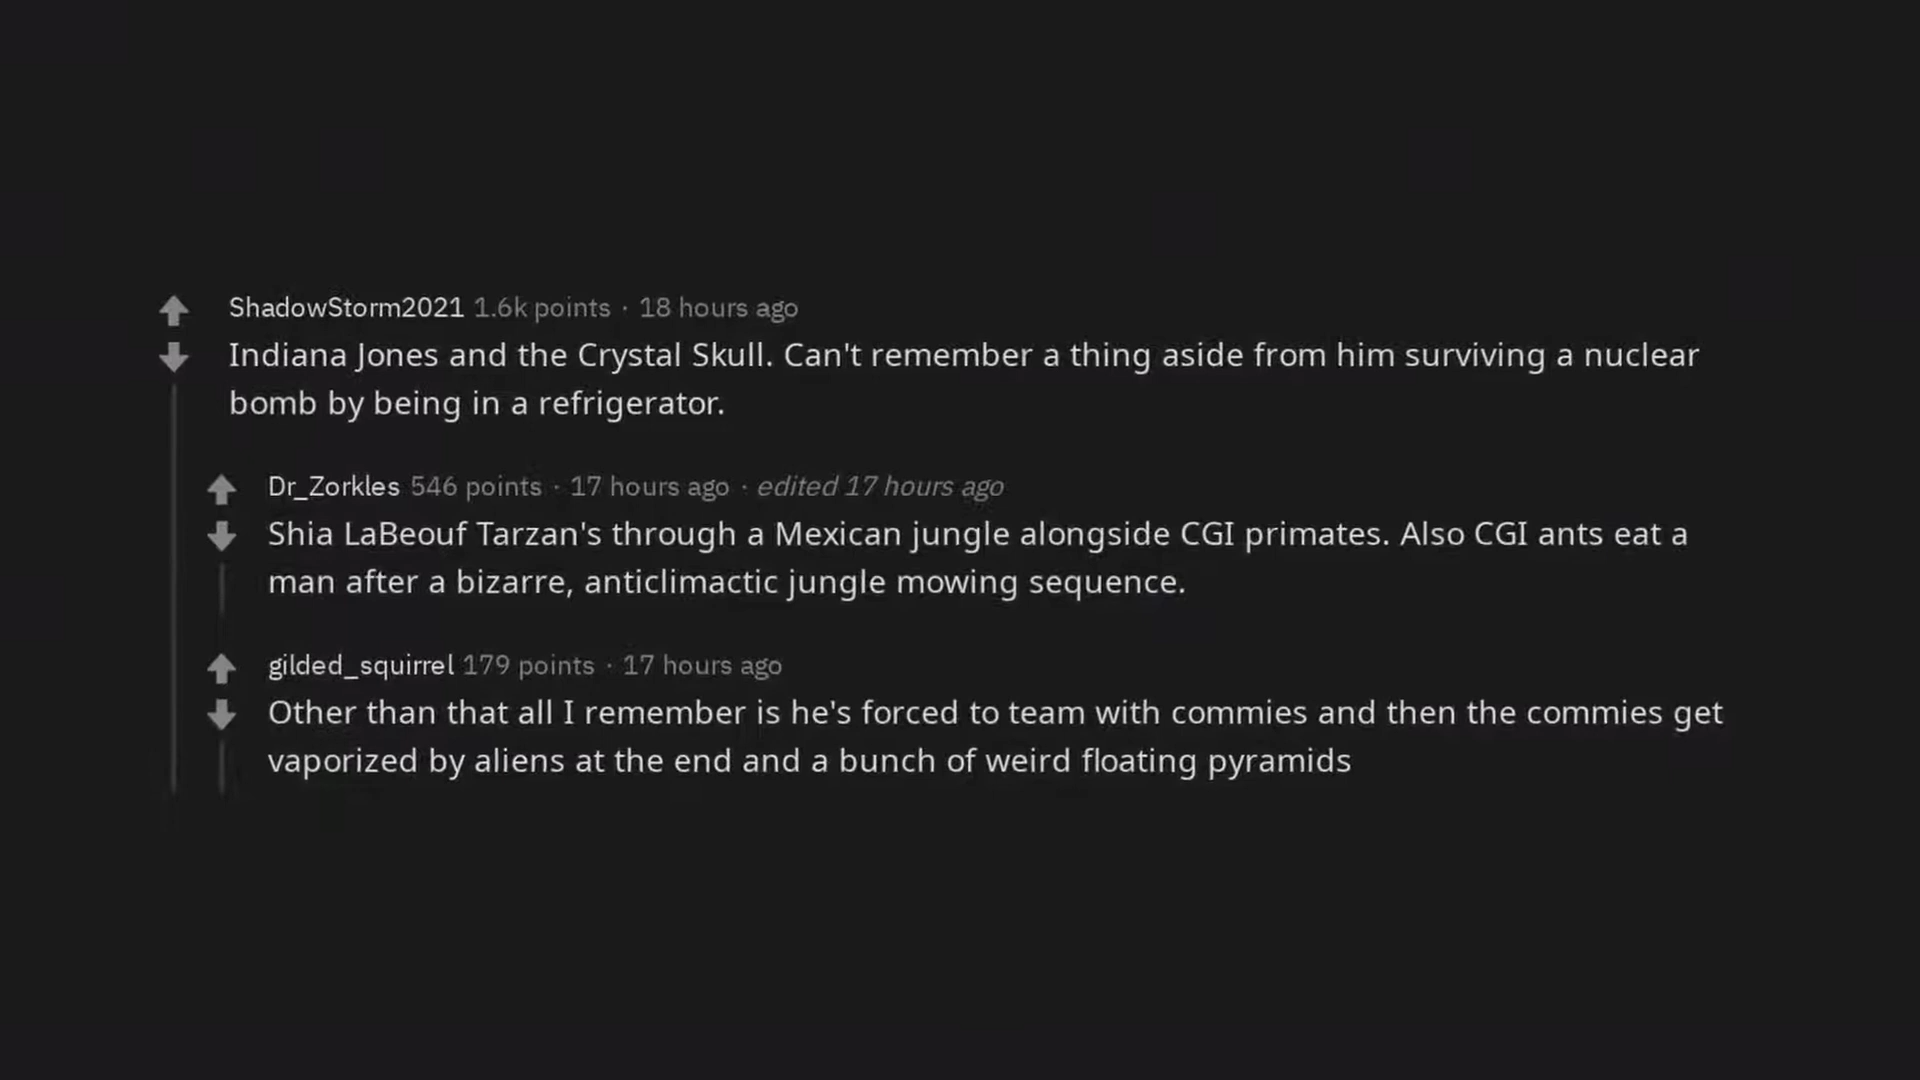 ShadowStorm2021 1.6k points · 18 hours ago
Indiana Jones and the Crystal Skull. Can't remember a thing aside from him surviving a nuclear
bomb by being in a refrigerator.
Dr_Zorkles 546 points · 17 hours ago · edited 17 hours ago
Shia LaBeouf Tarzan's through a Mexican jungle alongside CGI primates. Also CGI ants eat a
man after a bizarre, anticlimactic jungle mowing sequence.
gilded_squirrel 179 points · 17 hours ago
Other than that all I remember is he's forced to team with commies and then the commies get
vaporized by aliens at the end and a bunch of weird floating pyramids